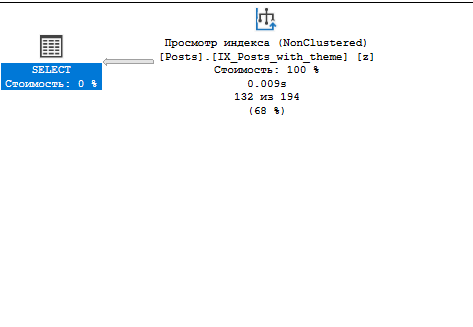 Просмотр индекса (NonClustered)
[Posts].[IX_Posts_with_theme] [z]
Стоимость: 100 %
0.009s
132 из 194
(68 %)
SELECT
Стоимость: 0 %